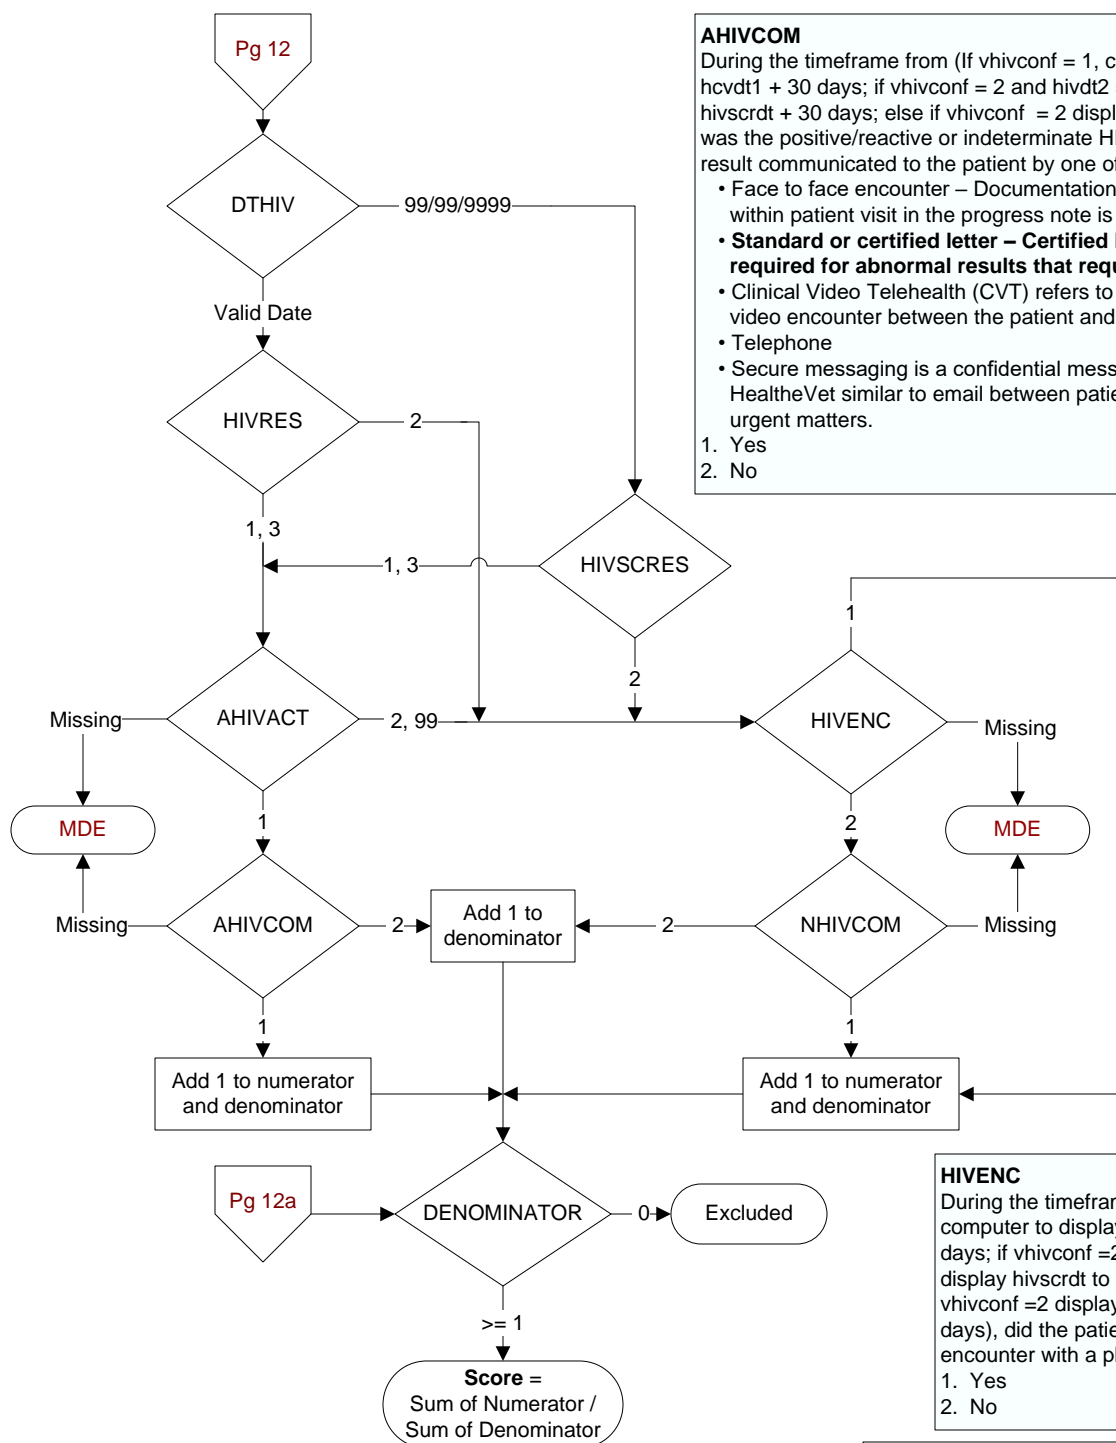 Pg 12
AHIVCOM
During the timeframe from (If vhivconf = 1, c
hcvdt1 + 30 days; if vhivconf = 2 and hivdt2
hivscrdt + 30 days; else if vhivconf = 2 displ
was the positive/reactive or indeterminate HI
result communicated to the patient by one of
• Face to face encounter – Documentation
within patient visit in the progress note is
• Standard or certified letter – Certified
required for abnormal results that requ
• Clinical Video Telehealth (CVT) refers to
video encounter between the patient and
• Telephone
• Secure messaging is a confidential mess
HealtheVet similar to email between patie
urgent matters.
1. Yes
2. No
DTHIV
99/99/9999
Valid Date
HIVRES
2
1, 3
1, 3
HIVSCRES
1
2
Missing
AHIVACT
2, 99
HIVENC
Missing
MDE
1
2
MDE
Missing
AHIVCOM
2
Add 1 to
denominator
2
NHIVCOM
Missing
1
1
Add 1 to numerator
and denominator
Add 1 to numerator
and denominator
Pg 12a
DENOMINATOR
0
Excluded
HIVENC
During the timefram
computer to display
days; if vhivconf =2
display hivscrdt to
vhivconf =2 display
days), did the patie
encounter with a p
1. Yes
2. No
>= 1
Score =
Sum of Numerator /
Sum of Denominator